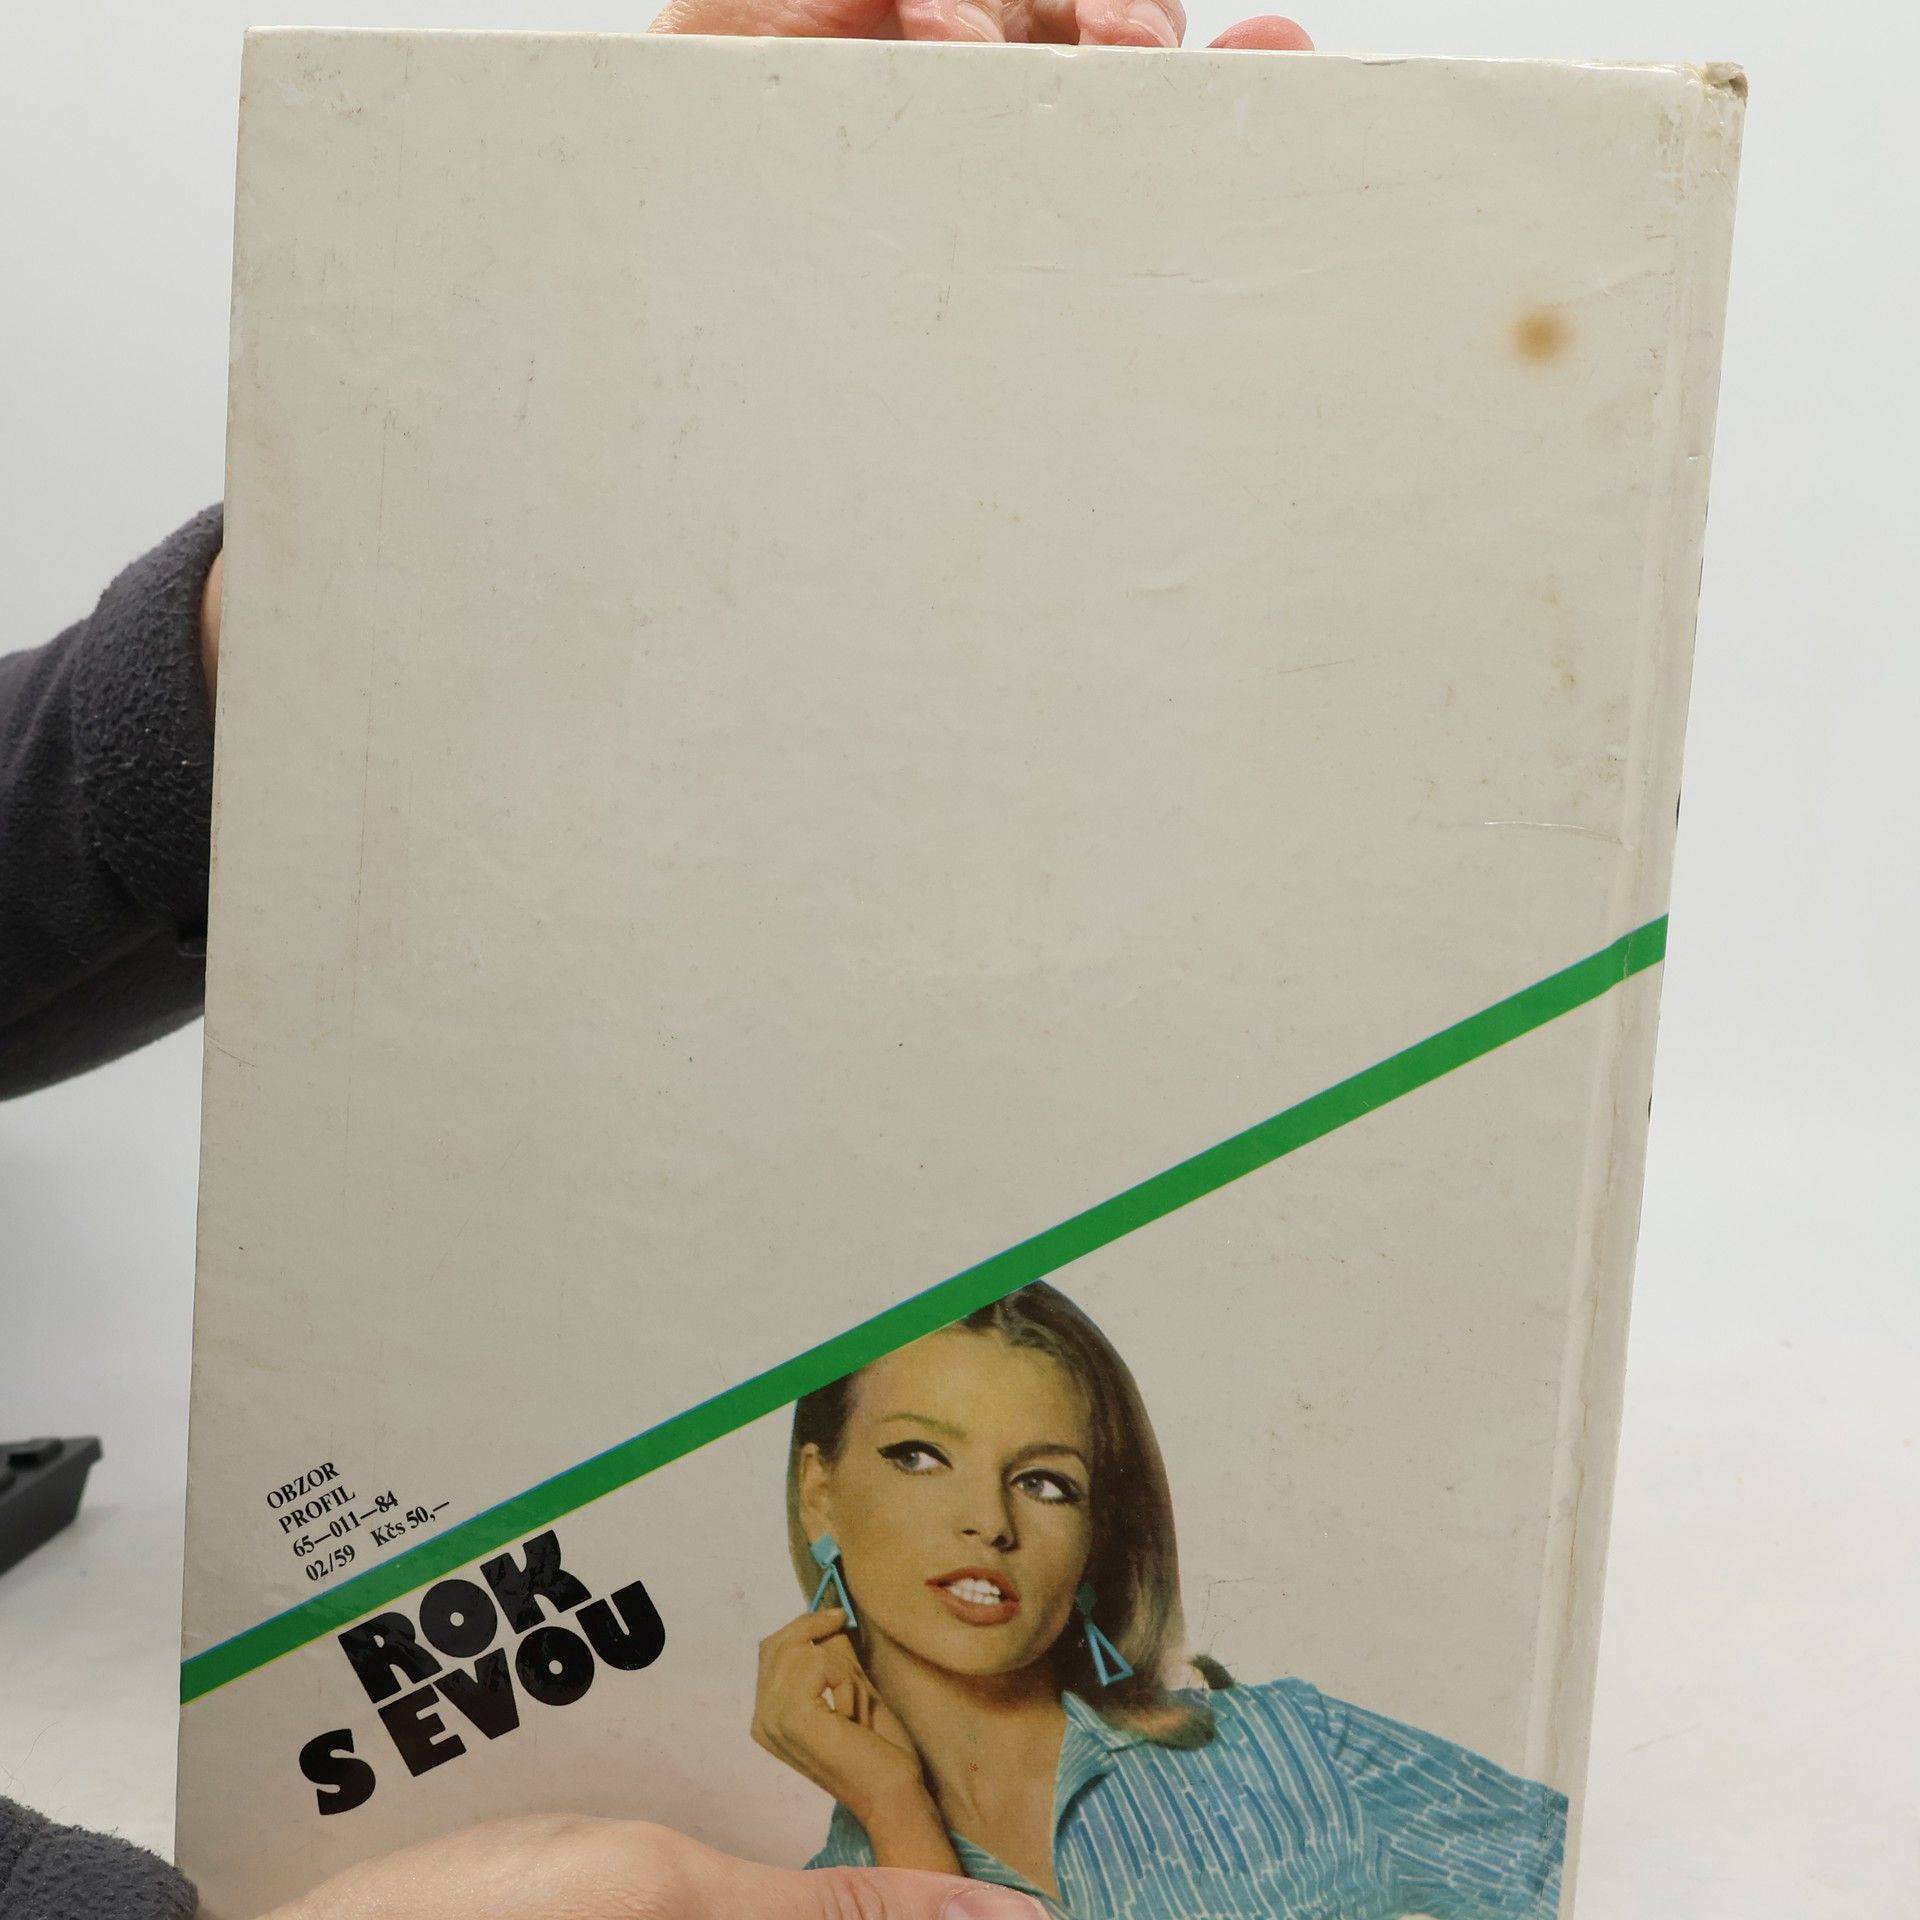 OBZOR
PROFIL
65—011—84
02/59 Kčs 50,—
ROK
S EVOU